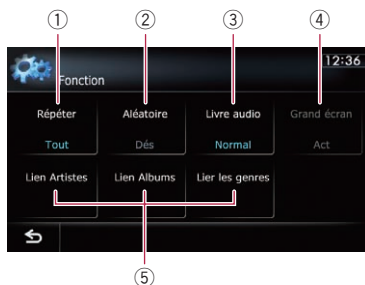 ① ② ③ ④
12:36
Fonction
Répéter Aléatoire Livre audio Grand écran
Tout Dés Normal Act
Lien Artistes Lien Albums Lier les genres
⑤